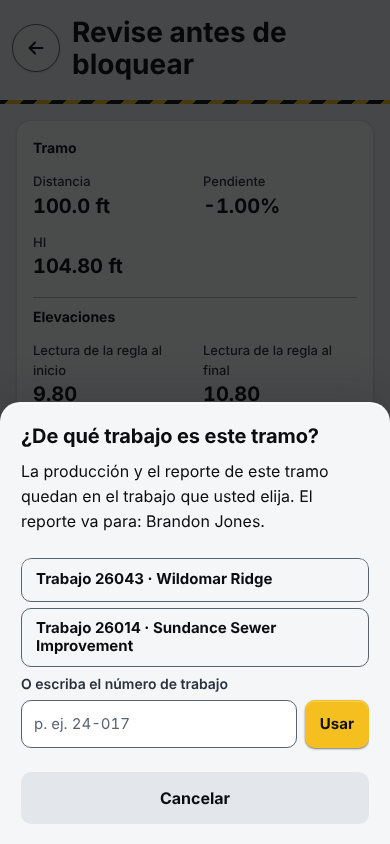 Revise antes de
bloquear
Tramo
Distancia
Pendiente
100.0 ft
-1.00%
HI
104.80 ft
Elevaciones
Lectura de la regla al
inicio
Lectura de la regla al
final
9.80
10.80
¿De qué trabajo es este tramo?
La producción y el reporte de este tramo
quedan en el trabajo que usted elija. El
reporte va para: Brandon Jones.
Trabajo 26043 · Wildomar Ridge
Trabajo 26014 · Sundance Sewer
Improvement
O escriba el número de trabajo
p. ej. 24-017
Usar
Cancelar